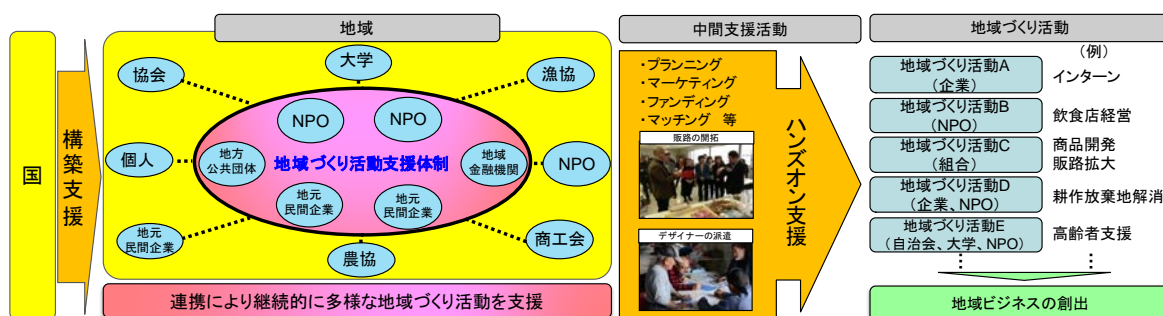 地域
中間支援活動
地域づくり活動
国
構築支援
大学
協会
漁協
NPO
NPO
個人
地方
公共団体
地域づくり活動支援体制
地域
金融機関
NPO
地元
民間企業
地元
民間企業
地元
民間企業
商工会
農協
連携により継続的に多様な地域づくり活動を支援
・プランニング
・マーケティング
・ファンディング
・マッチング 等
販路の開拓
デザイナーの派遣
ハンズオン支援
(例)
地域づくり活動A
(企業)
インターン
地域づくり活動B
(NPO)
飲食店経営
地域づくり活動C
(組合)
商品開発
販路拡大
地域づくり活動D
(企業、NPO)
耕作放棄地解消
地域づくり活動E
(自治会、大学、NPO)
高齢者支援
地域ビジネスの創出